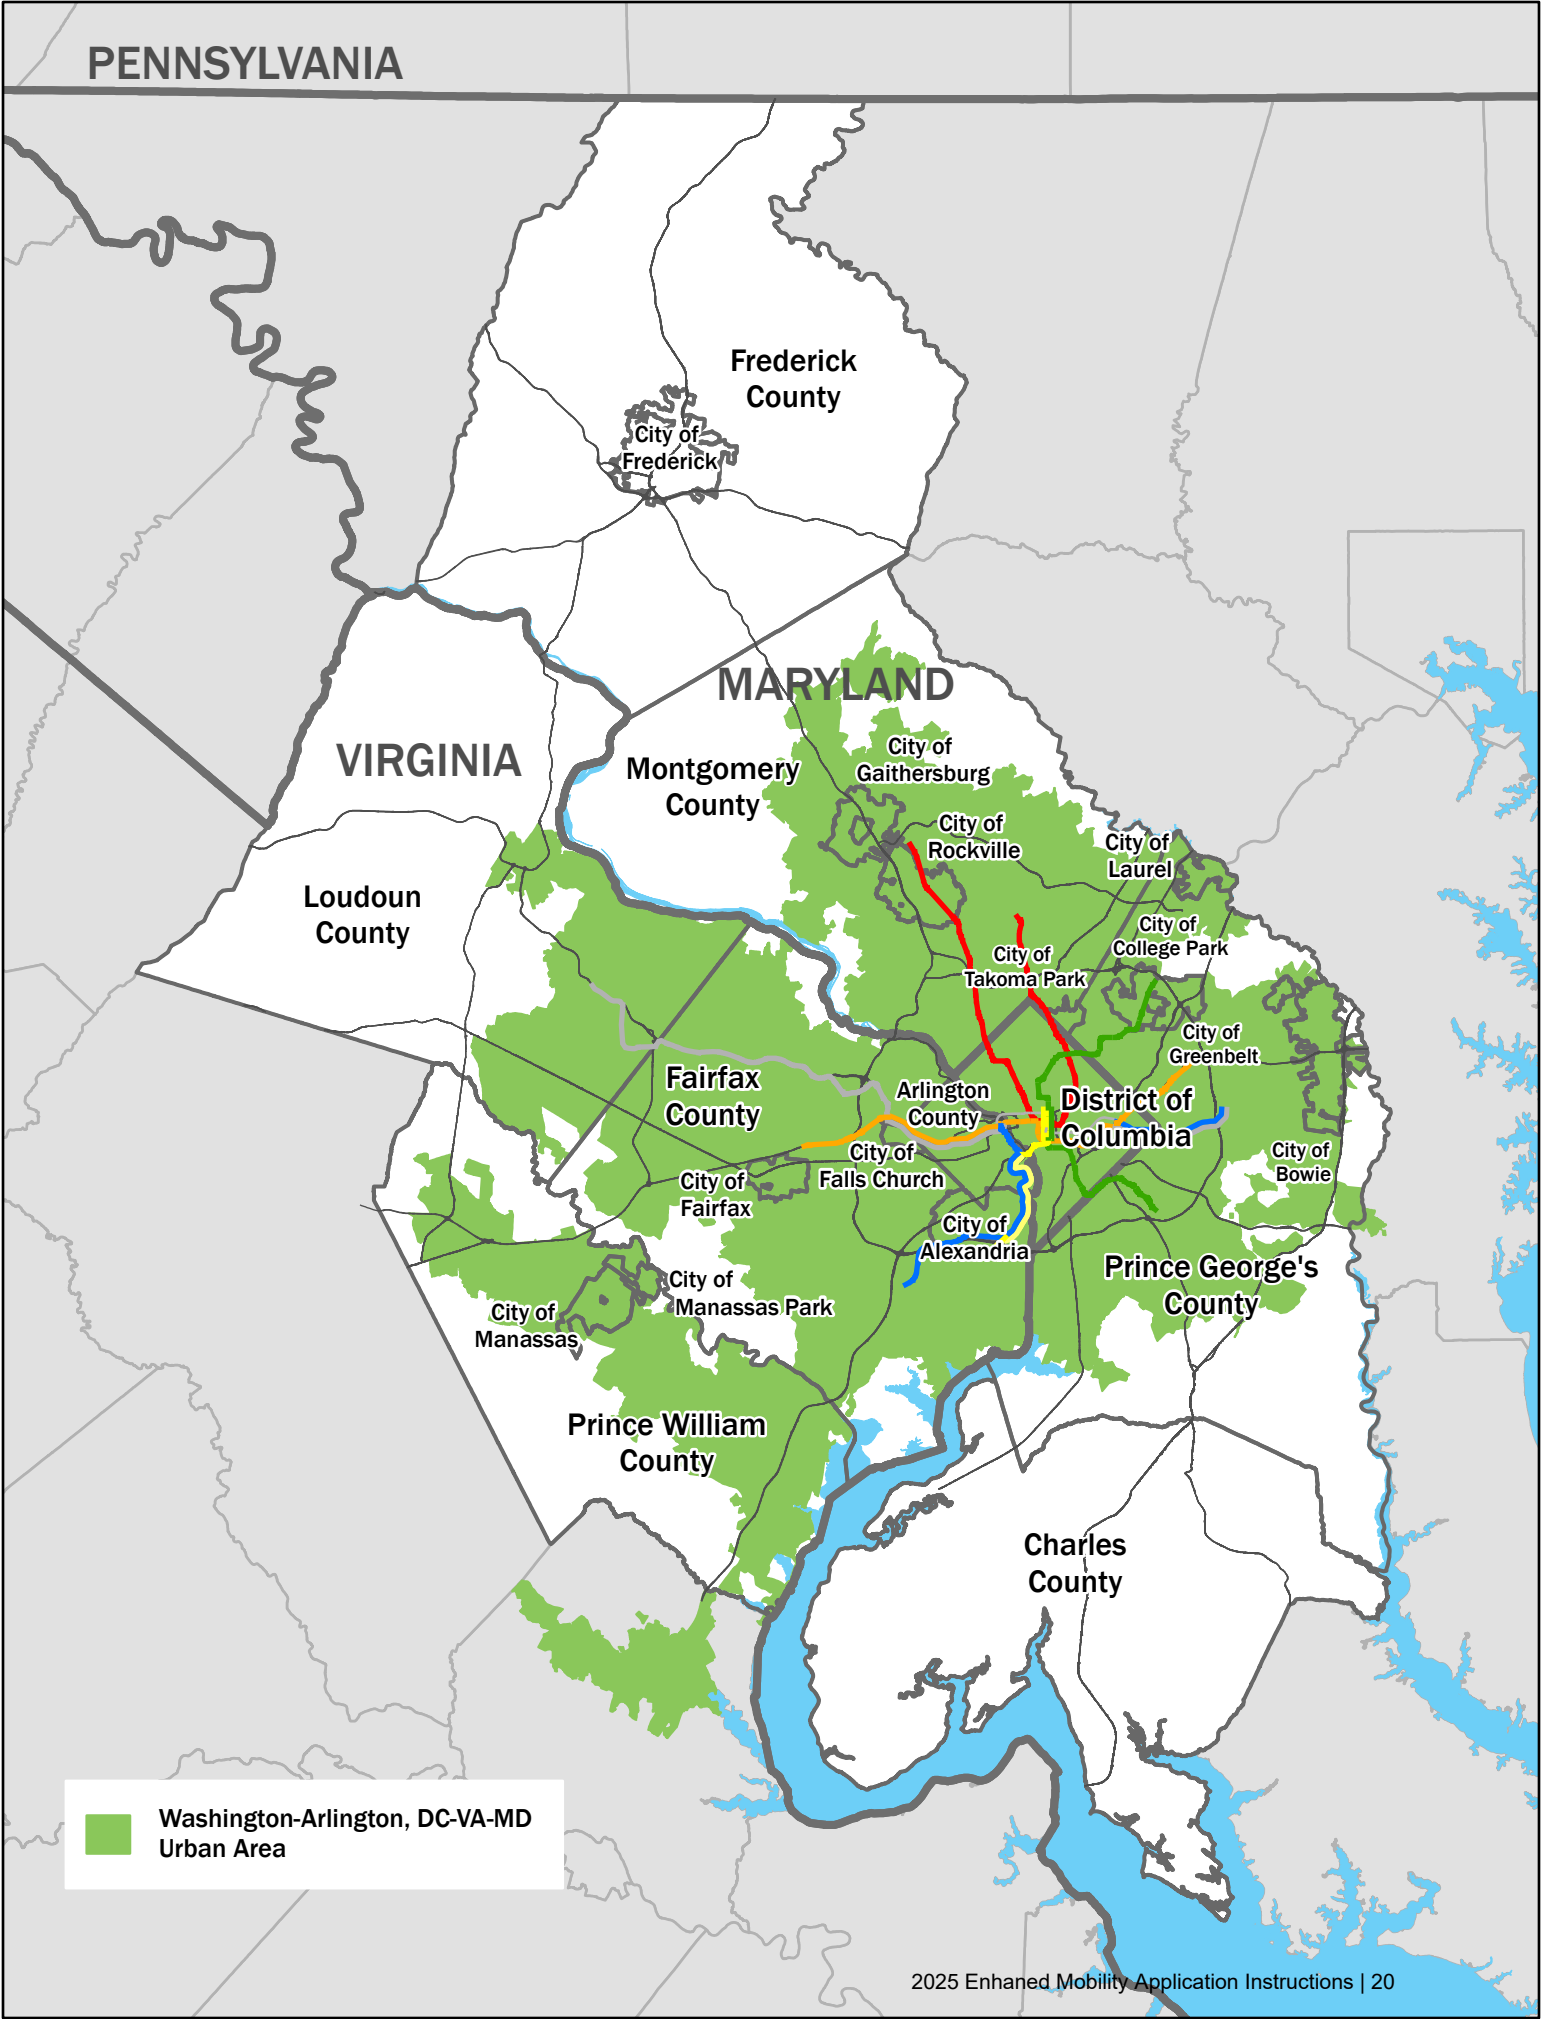 PENNSYLVANIA
Frederick
County
City of
Frederick
MARYLAND
VIRGINIA
City of
Gaithersburg
Montgomery
County
City of
Rockville
City of
Laurel
Loudoun
County
City of
College Park
City of
Takoma Park
City of
Greenbelt
Fairfax
County
Arlington
County
District of
Columbia
City of
Falls Church
City of
Bowie
City of
Fairfax
City of
Alexandria
Prince George's
County
City of
Manassas Park
City of
Manassas
Prince William
County
Charles
County
Washington-Arlington, DC-VA-MD
Urban Area
2025 Enhaned Mobility Application Instructions | 20